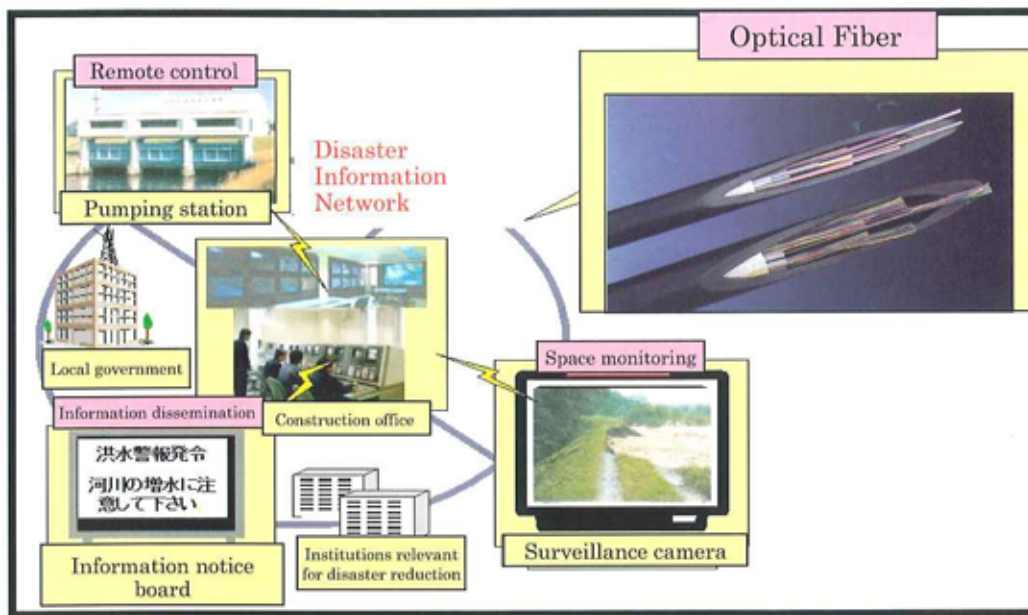 Optical Fiber
Remote control
Pumping station
Disaster
Information
Network
Local government
Construction office
Space monitoring
Surveillance camera
Information dissemination
洪水警報発令
河川の増水に注
意して下さい
Information notice
board
Institutions relevant
for disaster reduction